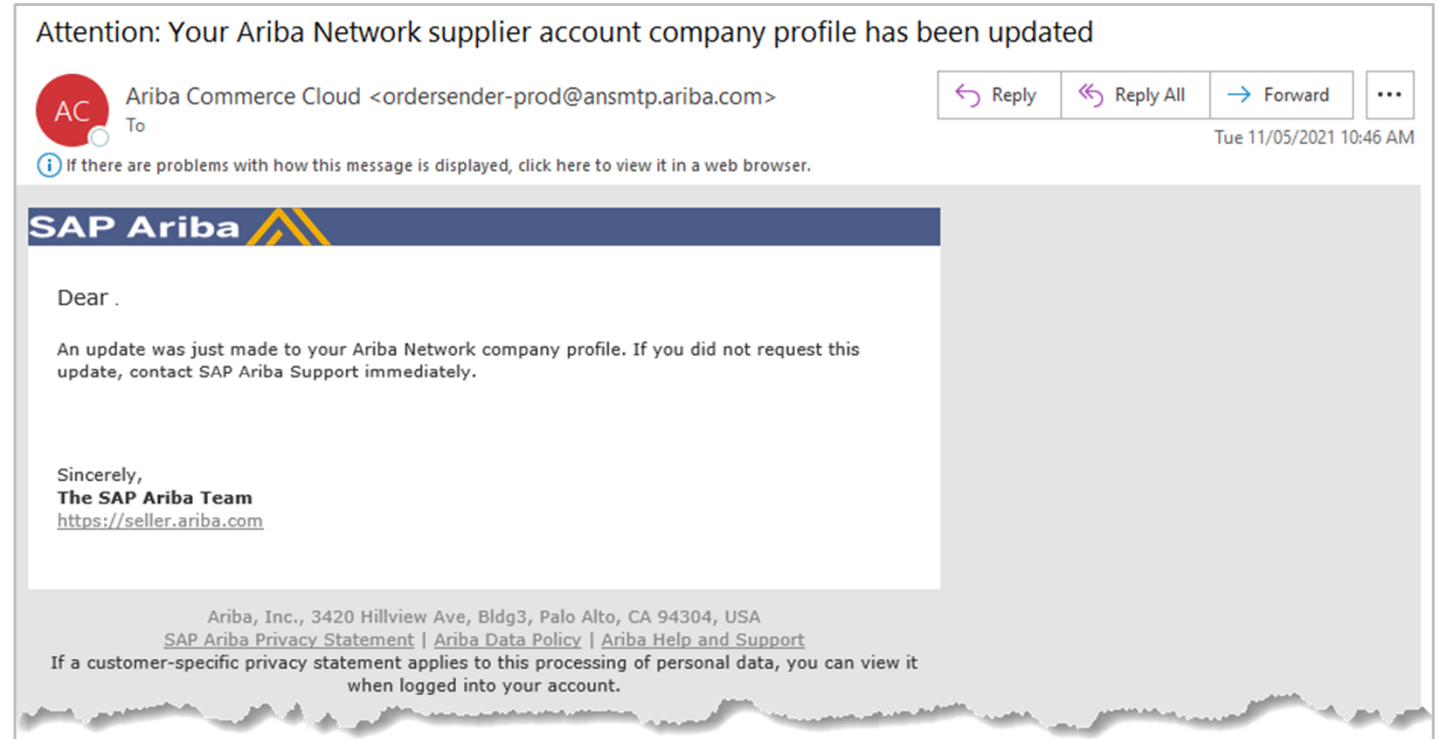 Attention: Your Ariba Network supplier account company profile has been updated
AC
Ariba Commerce Cloud <ordersender-prod@ansmtp.ariba.com>
To
Reply
Reply All
Forward
Tue 11/05/2021 10:46 AM
If there are problems with how this message is displayed, click here to view it in a web browser.
SAP Ariba
Dear .
An update was just made to your Ariba Network company profile. If you did not request this
update, contact SAP Ariba Support immediately.
Sincerely,
The SAP Ariba Team
https://seller.ariba.com
Ariba, Inc., 3420 Hillview Ave, Bldg3, Palo Alto, CA 94304, USA
SAP Ariba Privacy Statement | Ariba Data Policy | Ariba Help and Support
If a customer-specific privacy statement applies to this processing of personal data, you can view it
when logged into your account.